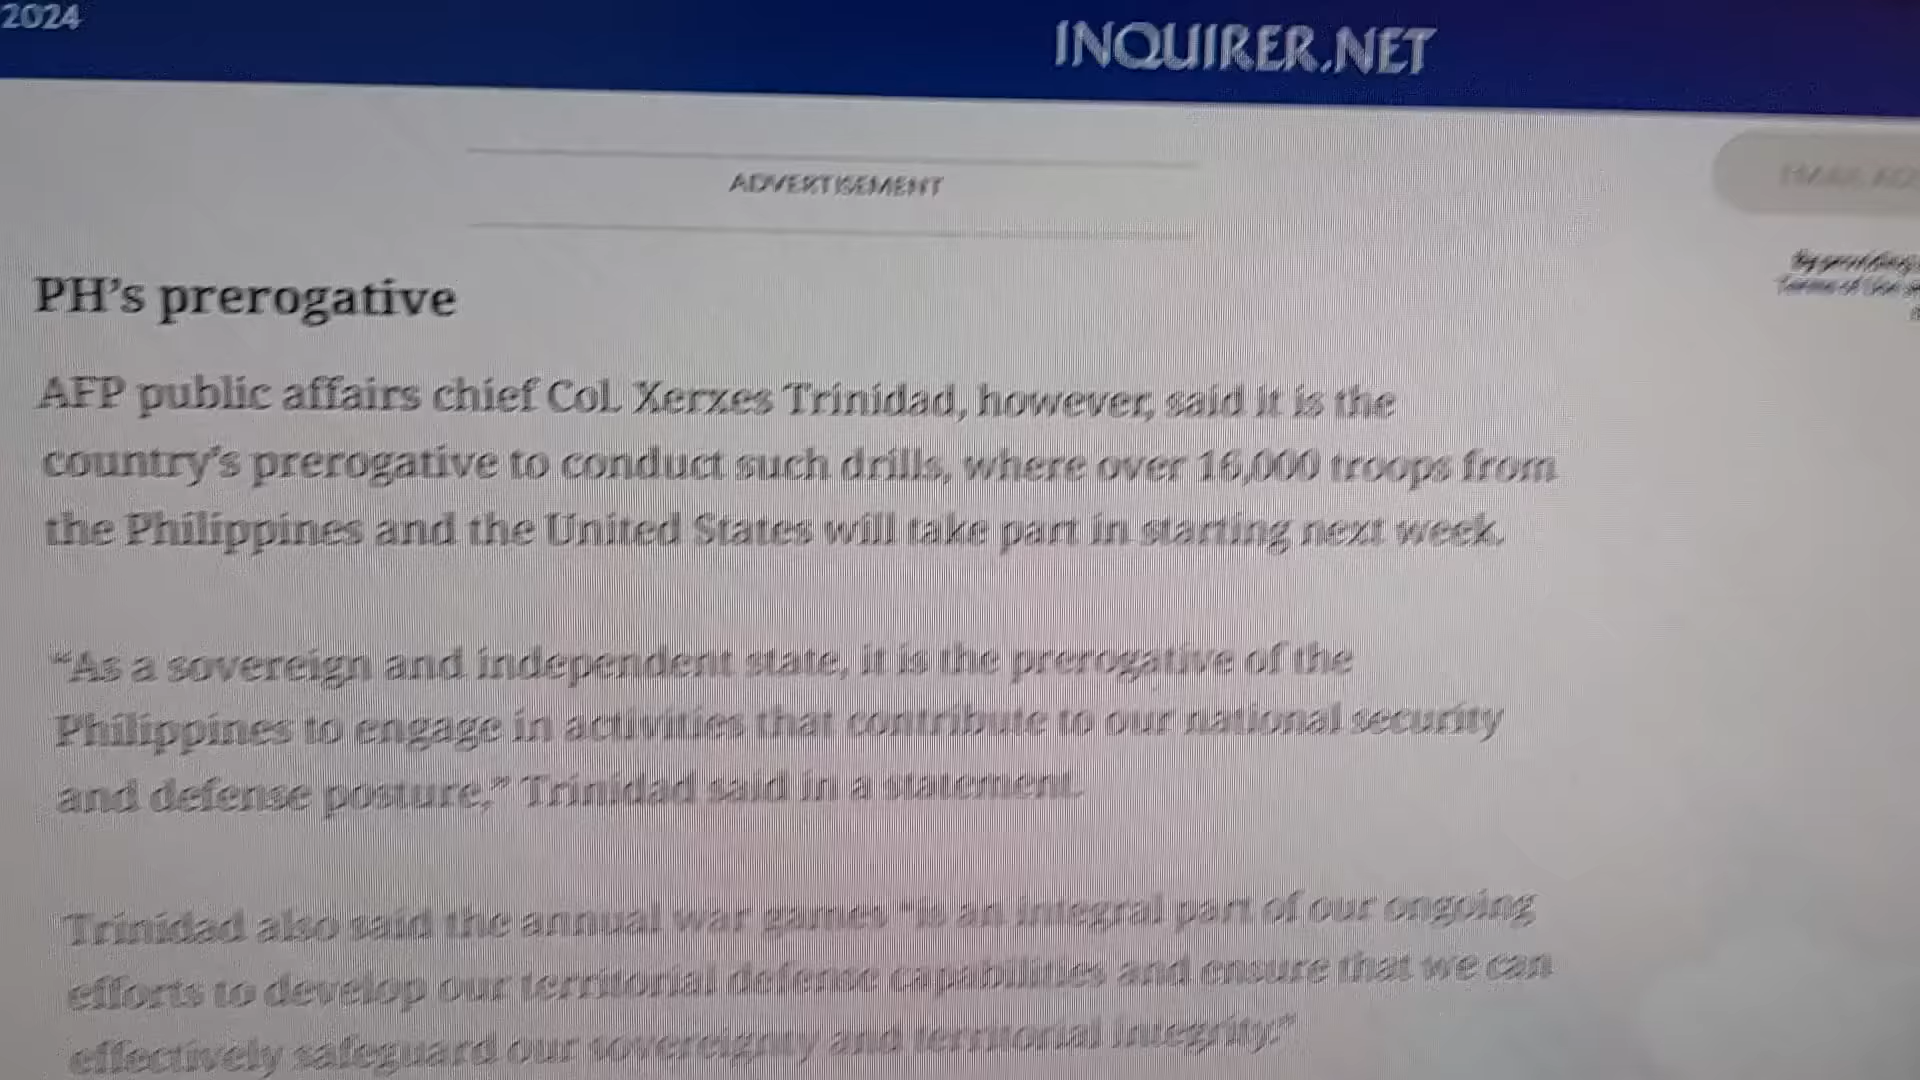 2024
INQUIRER.NET
ADVERTISEMENT
PH's prerogative
AFP public affairs chief Col. Xerxes Trinidad, however, said it is the
country's prerogative to conduct such drills, where over 16,000 troops from
the Philippines and the United States will take part in starting next week.
“As a sovereign and independent state, it is the prerogative of the
Philippines to engage in activities that contribute to our national security
and defense posture,” Trinidad said in a statement.
Trinidad also said the annual war games “is an integral part of our ongoing
efforts to develop our territorial defense capabilities and ensure that we can
effectively safeguard our sovereignty and territorial integrity.”